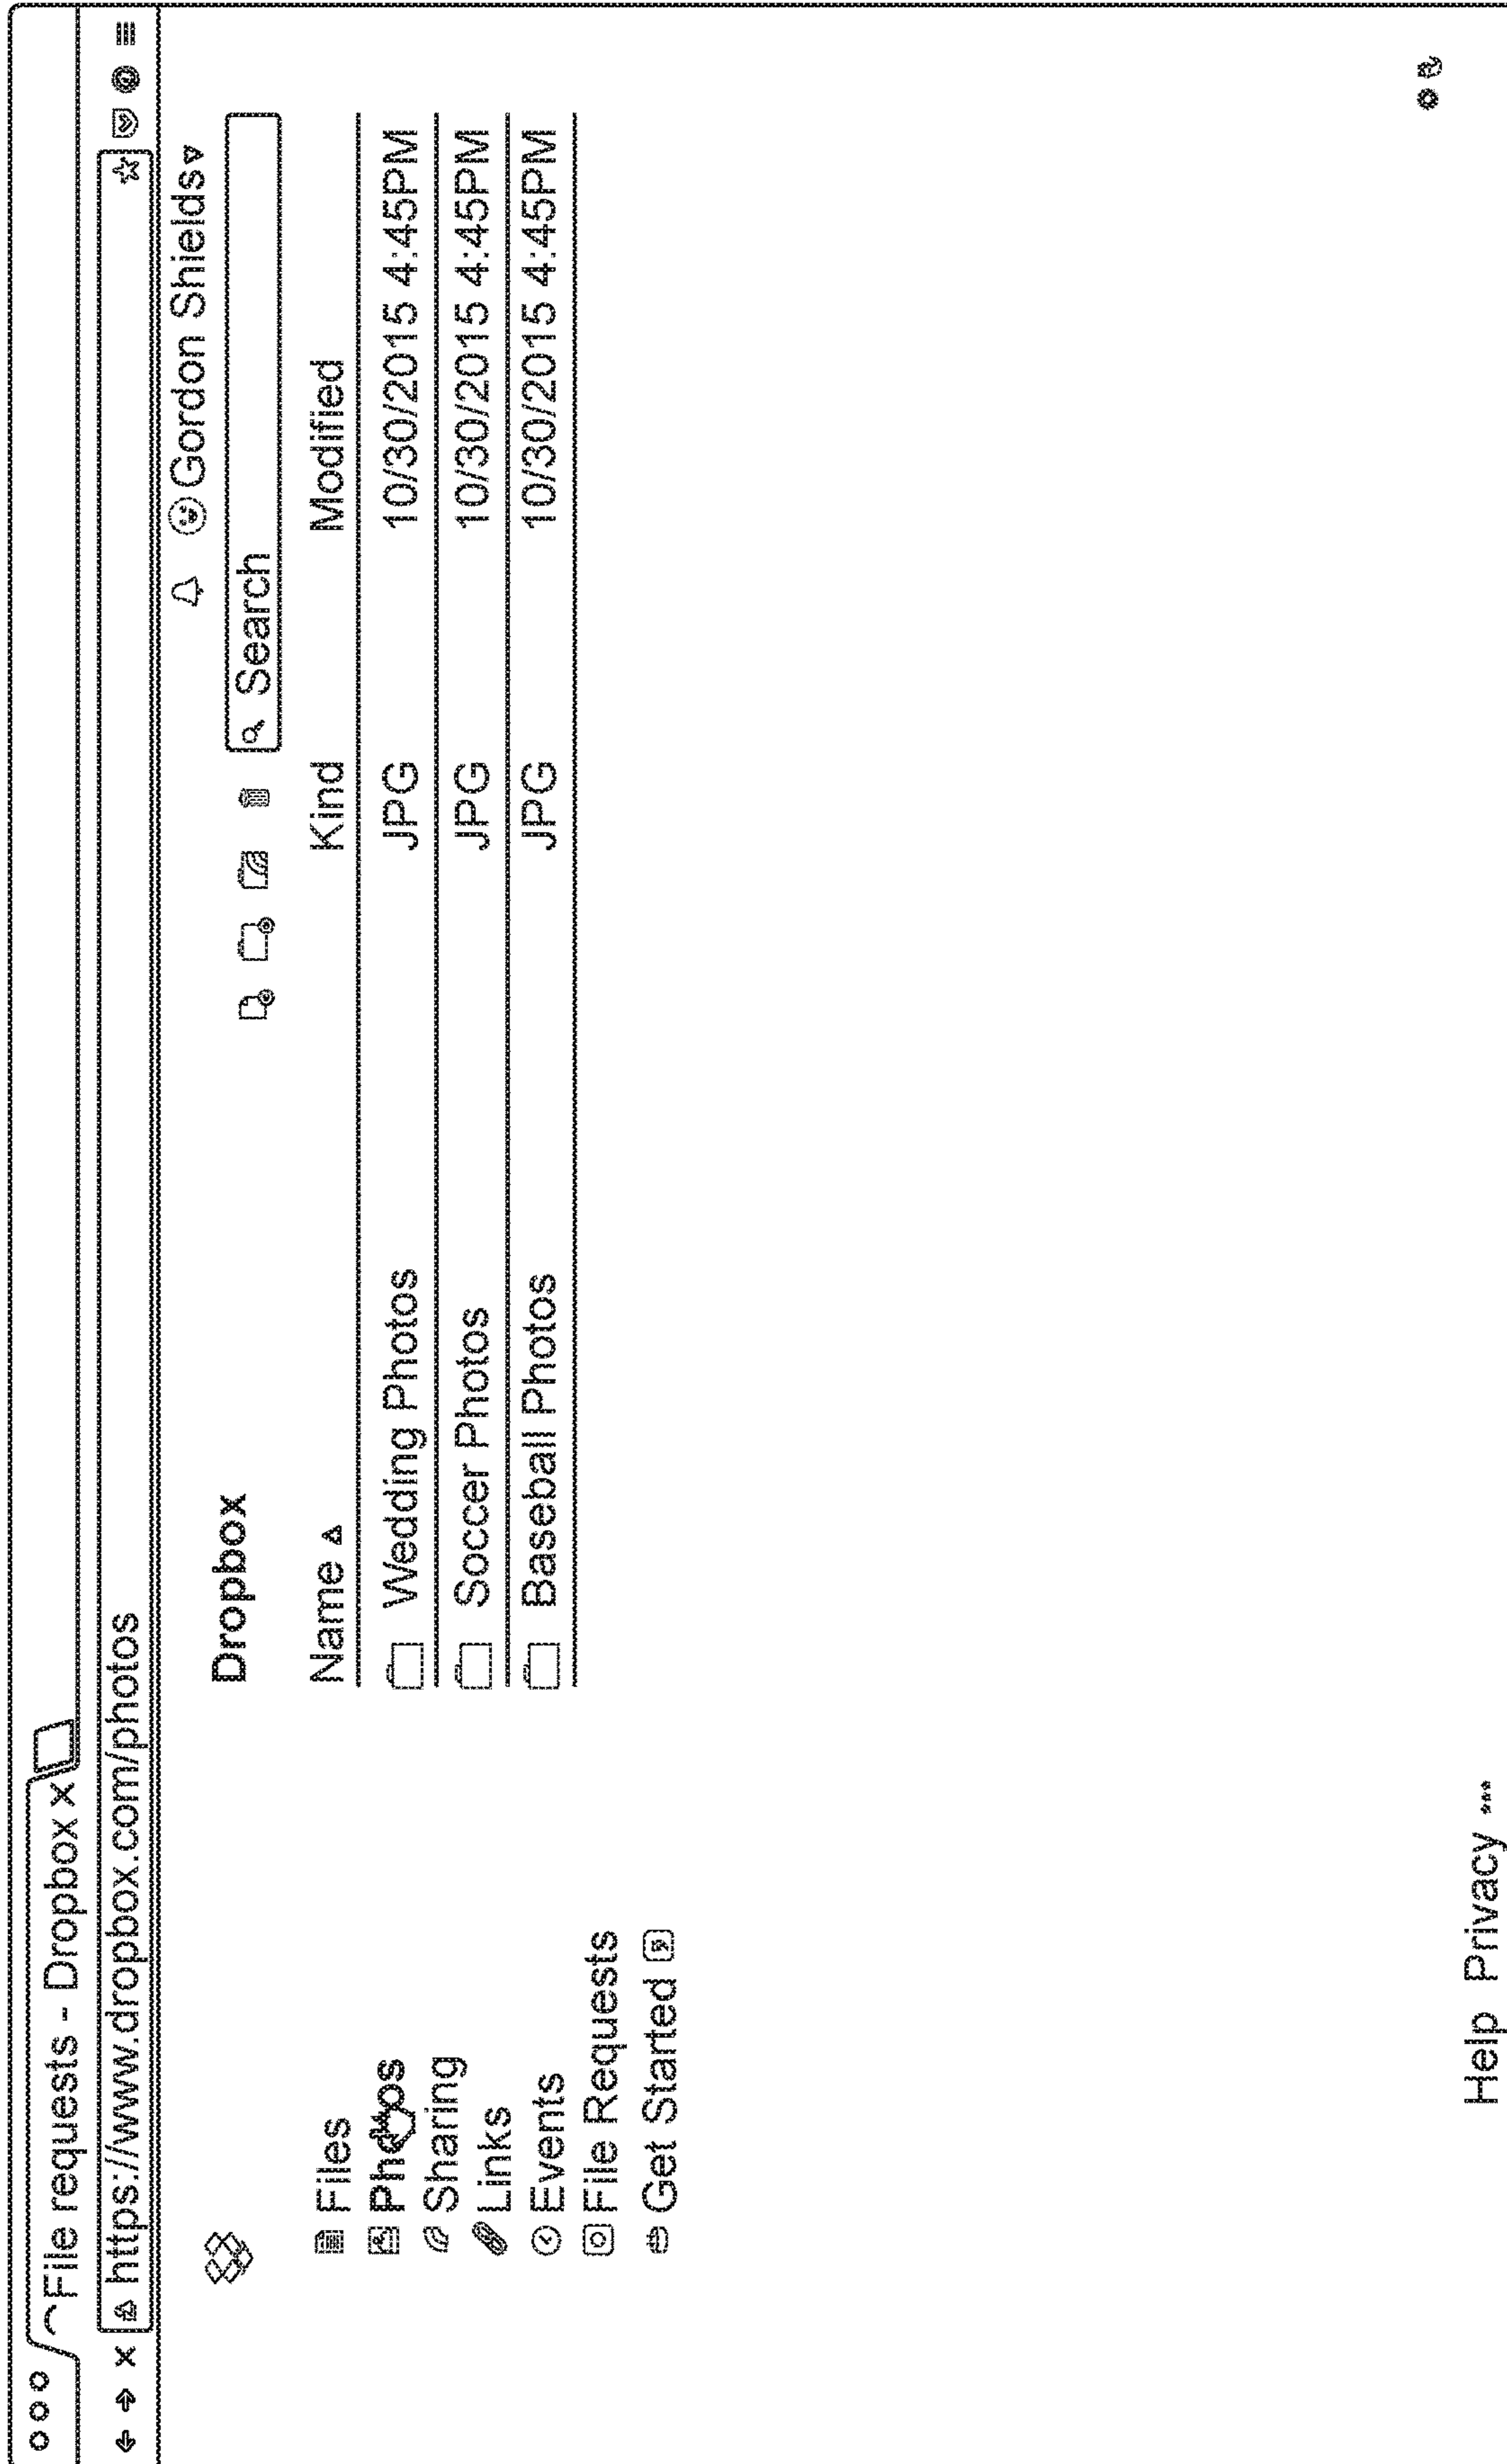 File requests - Dropbox x
https://www.dropbox.com/photos
Gordon Shields
Dropbox
Search
Name Kind Modified
Wedding Photos JPG 10/30/2015 4:45PM
Soccer Photos JPG 10/30/2015 4:45PM
Baseball Photos JPG 10/30/2015 4:45PM
Files
Photos
Sharing
Links
Events
File Requests
Get Started
Help Privacy •••